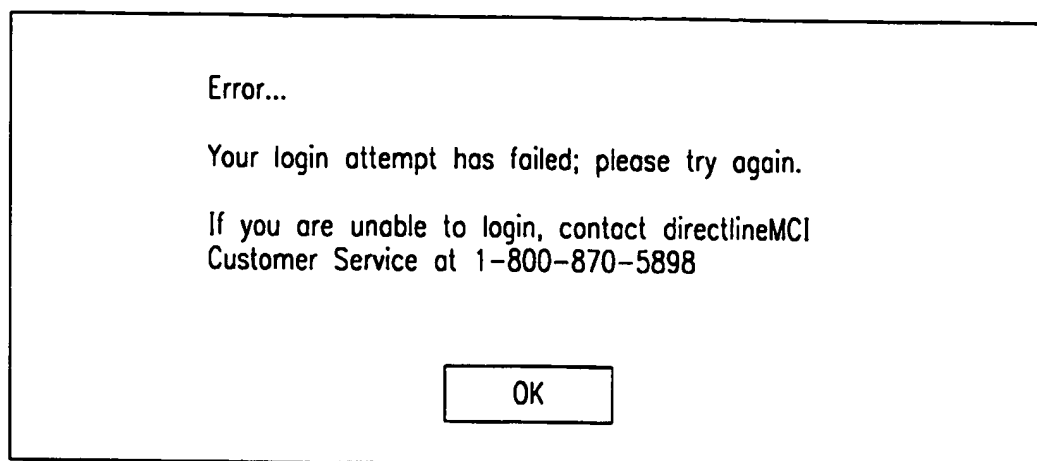 Error...
Your login attempt has failed; please try again.
If you are unable to login, contact directlineMCI
Customer Service at 1-800-870-5898
OK